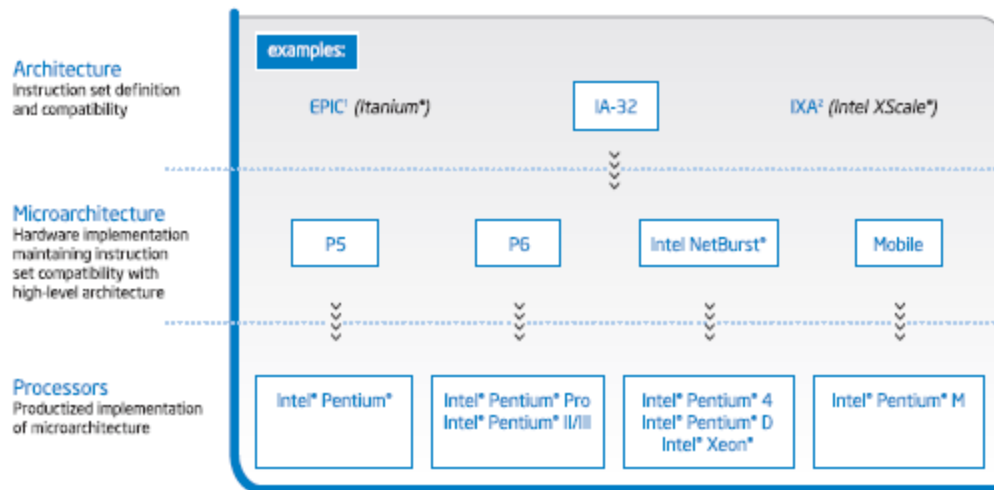 examples:
Architecture
Instruction set definition
and compatibility
EPIC¹ (Itanium®)
IA-32
IXA² (Intel XScale®)
Microarchitecture
Hardware implementation
maintaining instruction
set compatibility with
high-level architecture
P5
P6
Intel NetBurst®
Mobile
Processors
Productized implementation
of microarchitecture
Intel® Pentium®
Intel® Pentium® Pro
Intel® Pentium® II/III
Intel® Pentium® 4
Intel® Pentium® D
Intel® Xeon®
Intel® Pentium® M